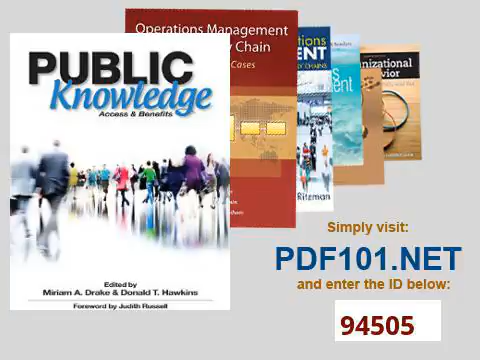 PUBLIC
Knowledge
Access & Benefits
Edited by
Miriam A. Drake & Donald T. Hawkins
Foreword by Judith Russell
Operations Management
Chain
Cases
Ritzman
Simply visit:
PDF101.NET
and enter the ID below:
94505